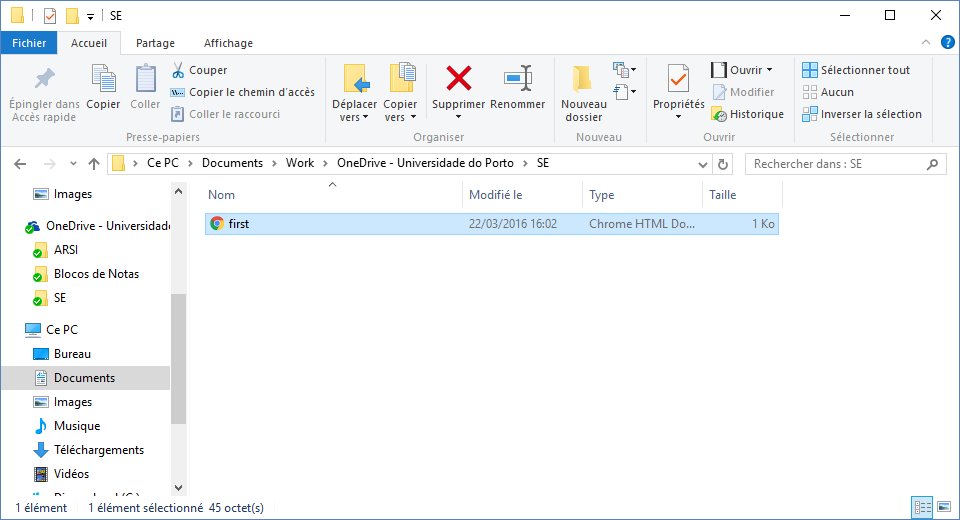 SE
Fichier Accueil Partage Affichage
Épingler dans Accès rapide
Copier
Coller
Couper
Copier le chemin d'accès
Coller le raccourci
Presse-papiers
Déplacer vers
Copier vers
Supprimer
Renommer
Organiser
Nouveau dossier
Nouveau
Propriétés
Ouvrir
Modifier
Historique
Ouvrir
Sélectionner tout
Aucun
Inverser la sélection
Sélectionner
Ce PC > Documents > Work > OneDrive - Universidade do Porto > SE
Rechercher dans : SE
Images
OneDrive - Universidad
ARSI
Blocos de Notas
SE
Ce PC
Bureau
Documents
Images
Musique
Téléchargements
Vidéos
Nom Modifié le Type Taille
first 22/03/2016 16:02 Chrome HTML Do... 1 Ko
1 élément 1 élément sélectionné 45 octet(s)